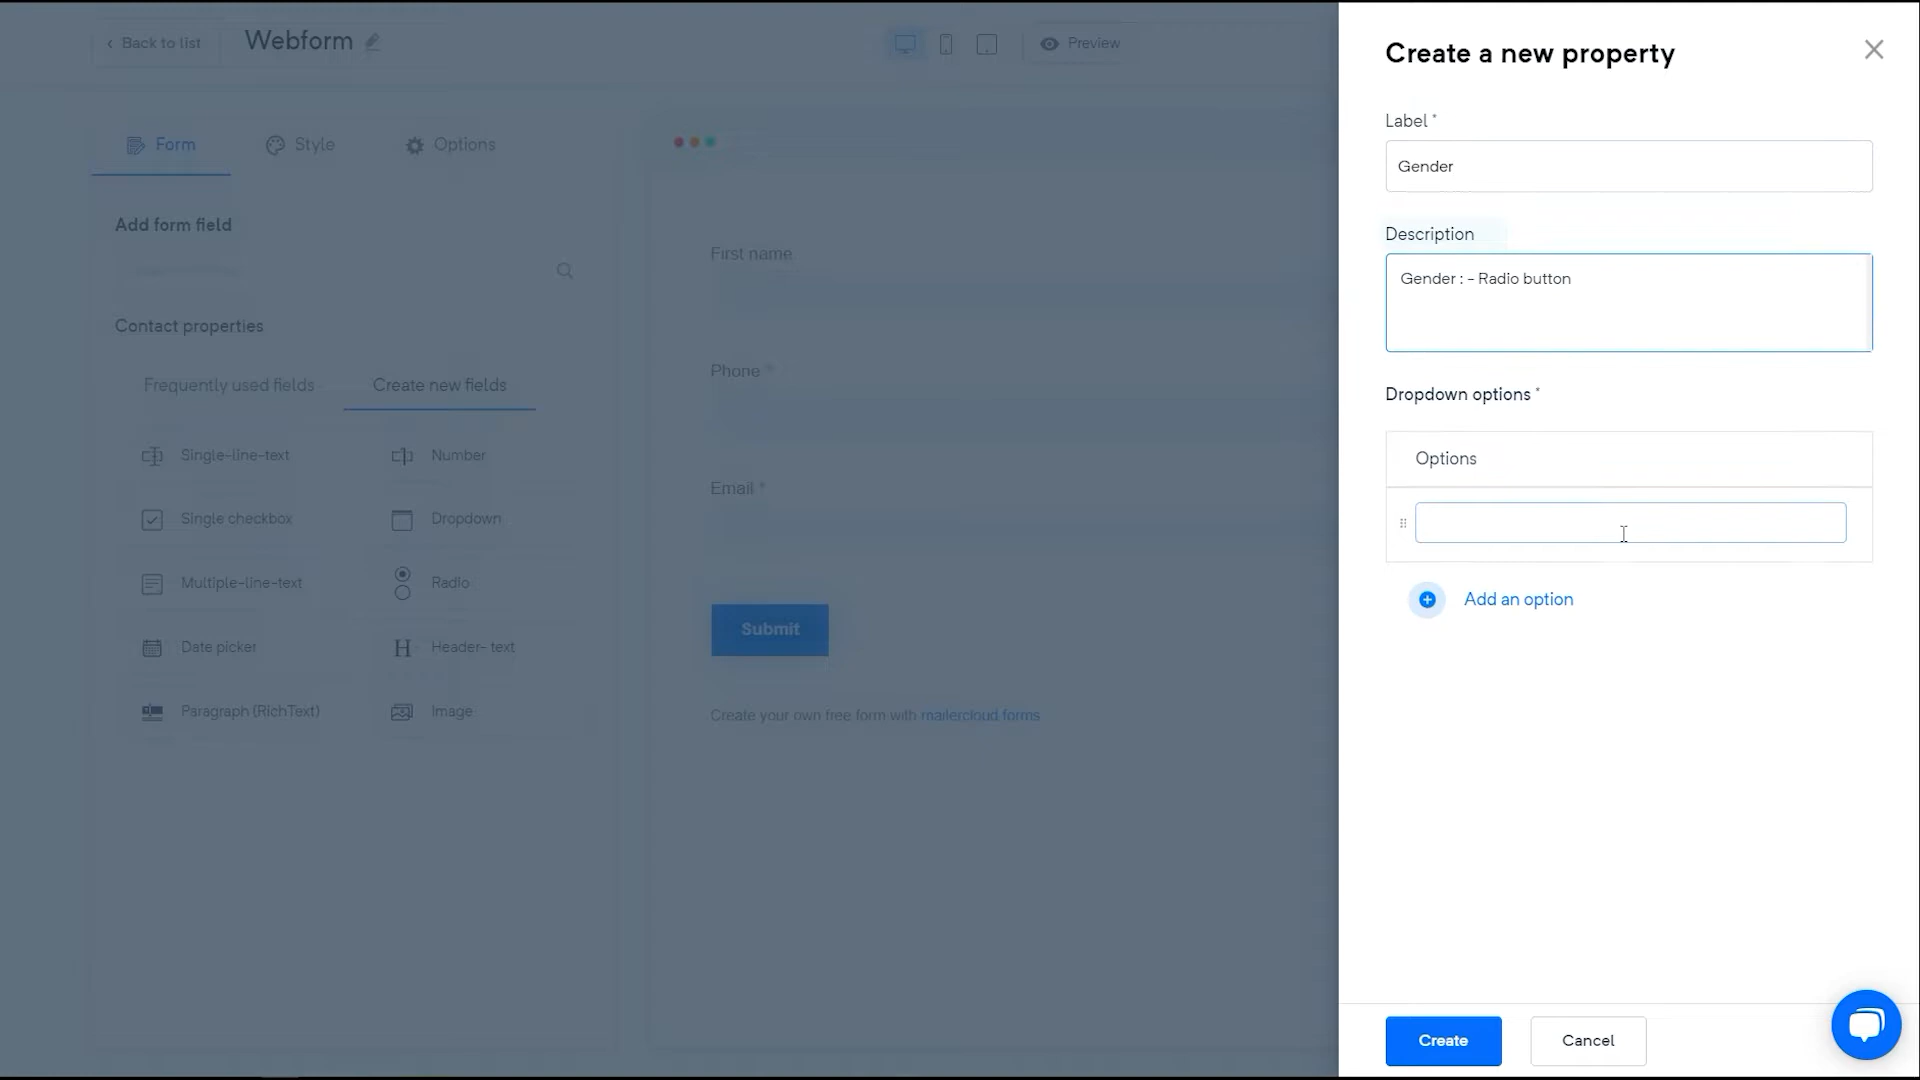 Back to list
Webform
Preview
Form
Style
Options
Add form field
Contact properties
Frequently used fields
Create new fields
Single-line-text
Number
Single checkbox
Dropdown
Multiple-line-text
Radio
Date picker
Header- text
Paragraph (RichText)
Image
First name
Phone *
Email *
Submit
Create your own free form with mailercloud forms
Create a new property
Label *
Gender
Description
Gender : - Radio button
Dropdown options *
Options
Add an option
Create
Cancel